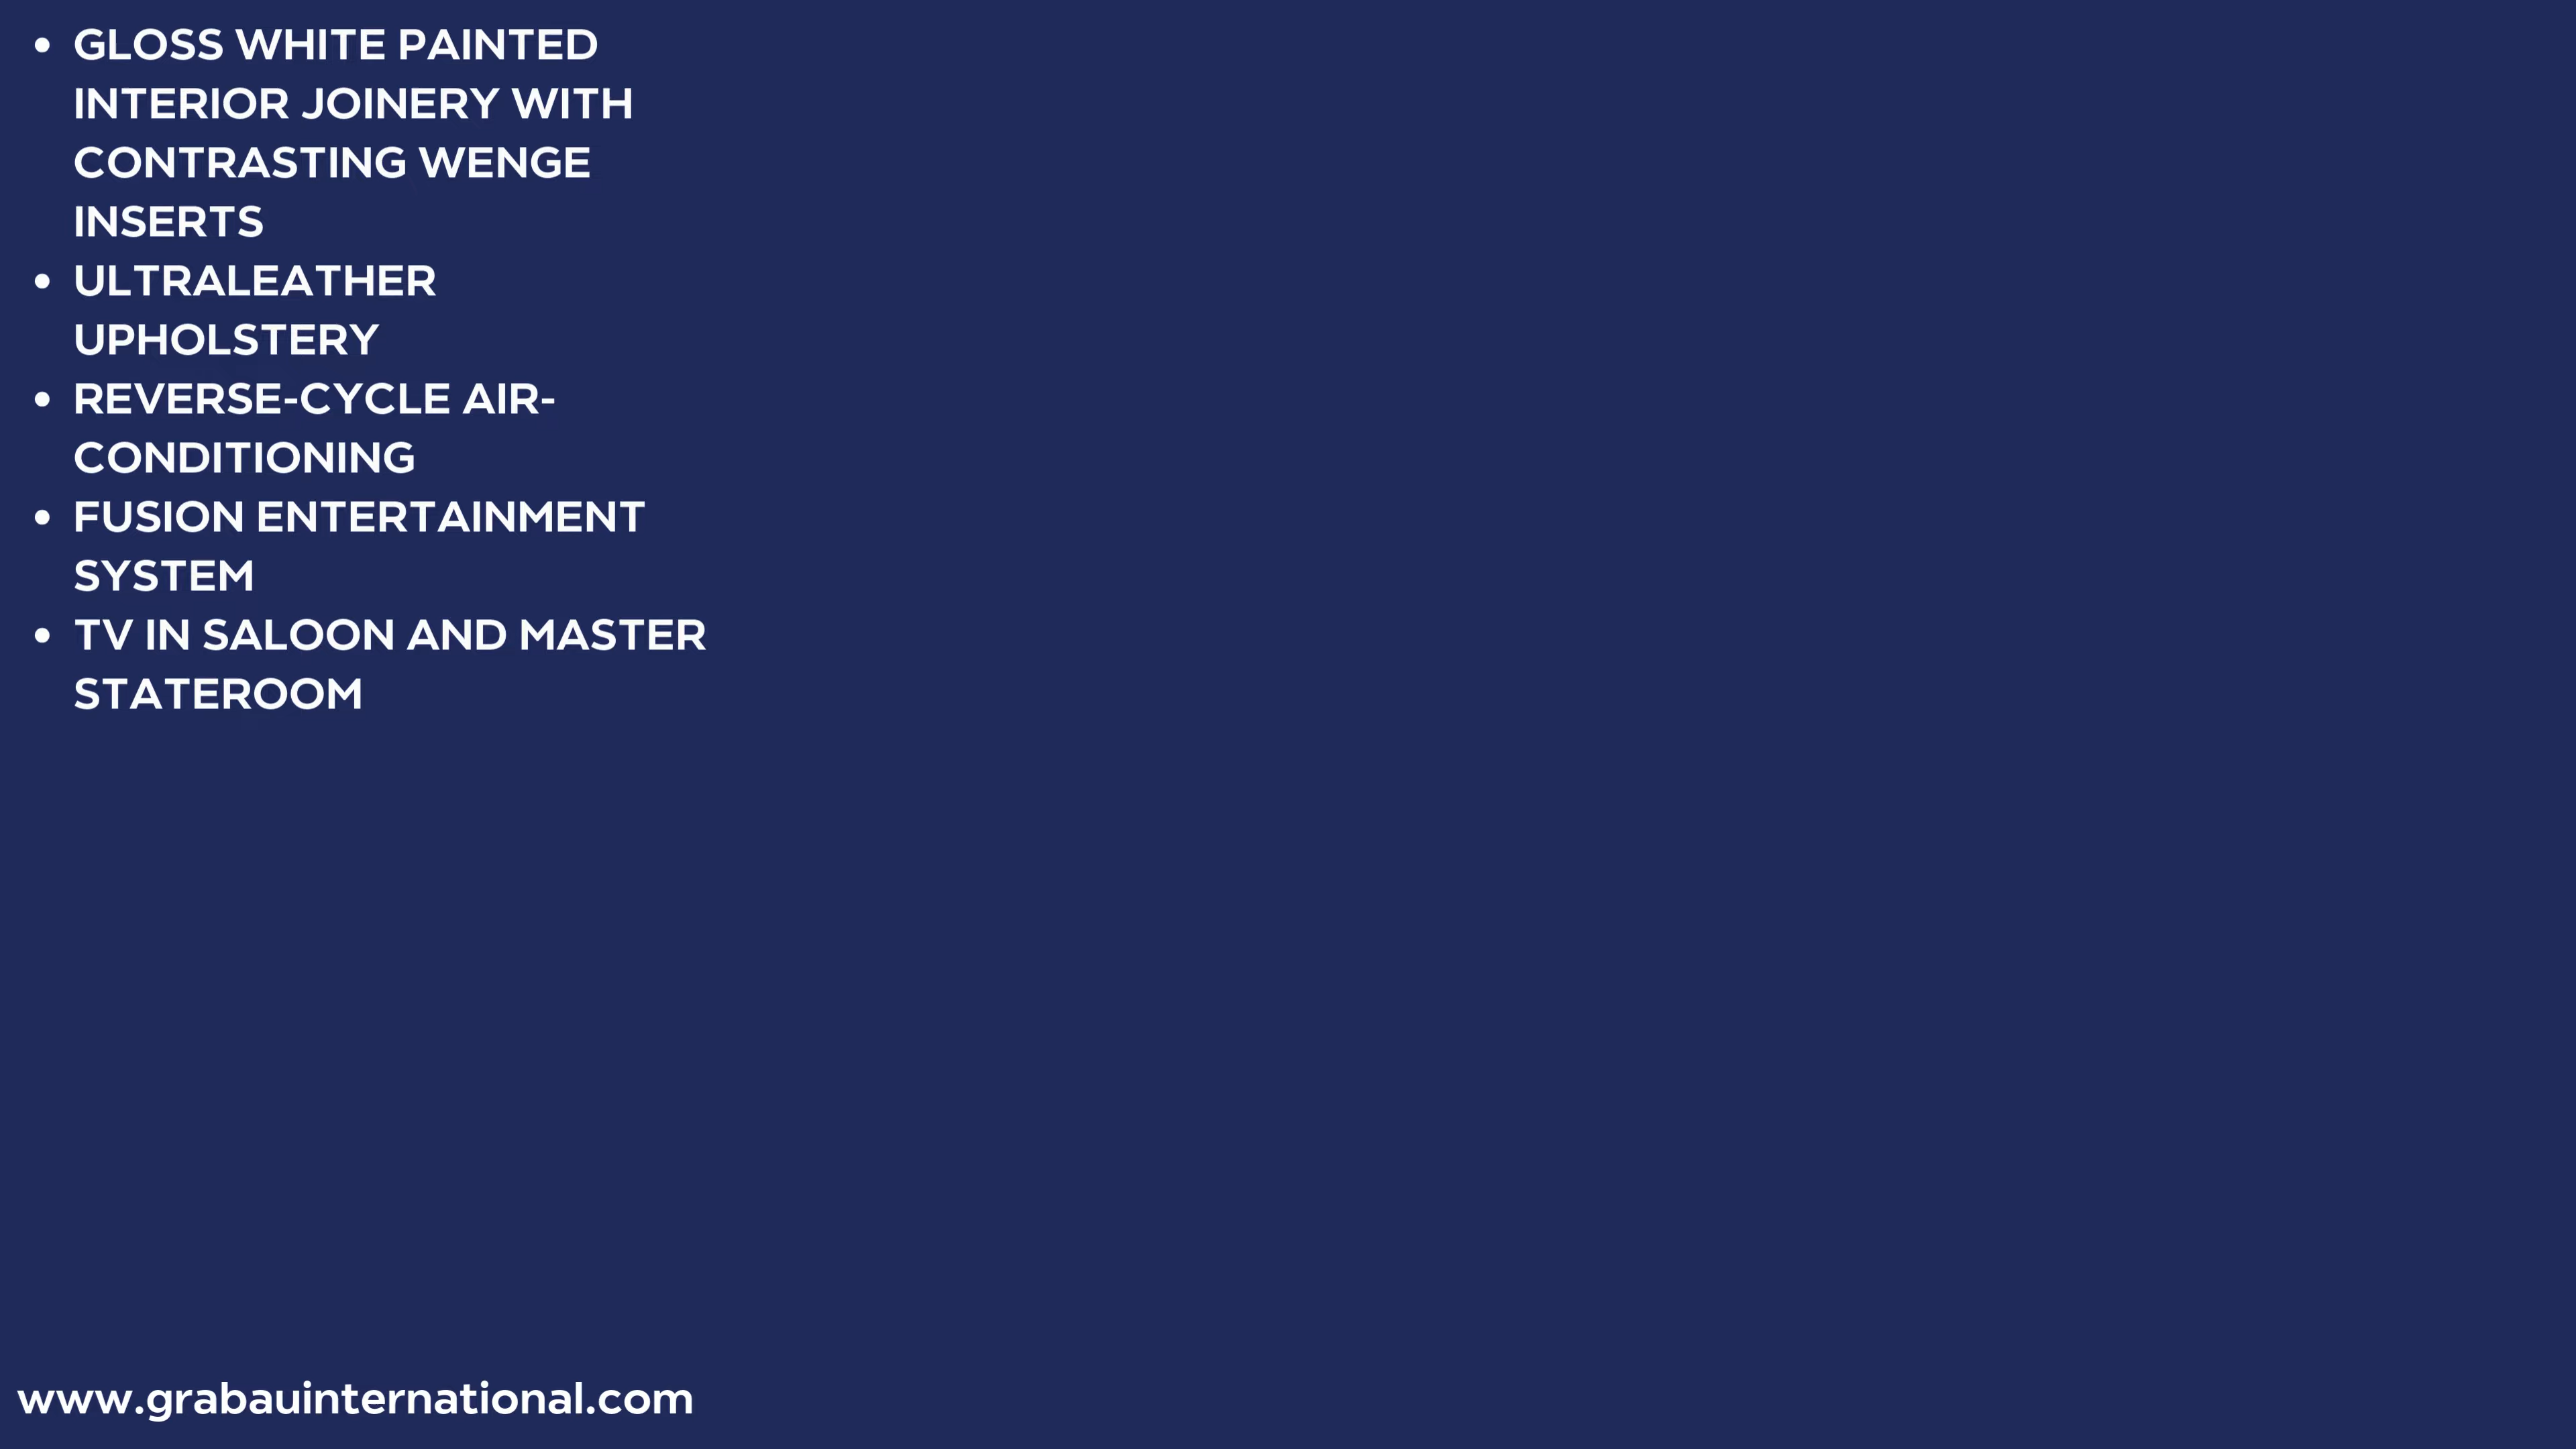 • GLOSS WHITE PAINTED
INTERIOR JOINERY WITH
CONTRASTING WENGE
INSERTS
• ULTRALEATHER
UPHOLSTERY
• REVERSE-CYCLE AIR-
CONDITIONING
• FUSION ENTERTAINMENT
SYSTEM
• TV IN SALOON AND MASTER
STATEROOM
www.grabauinternational.com